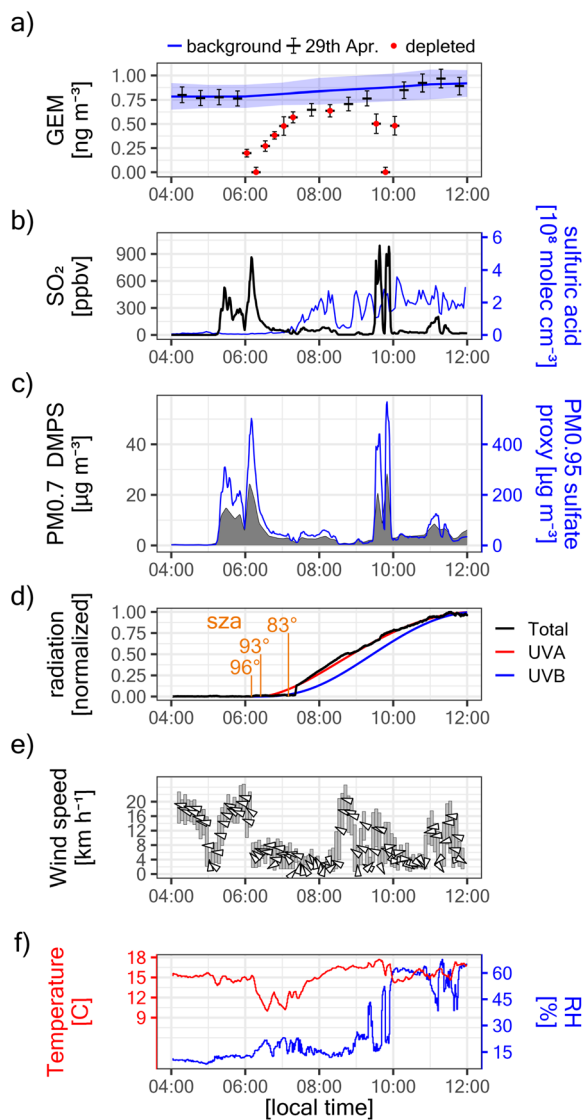 a)
background 29th Apr. depleted
GEM
[ng m⁻³]
1.00
0.75
0.50
0.25
0.00
04:00 06:00 08:00 10:00 12:00
b)
SO₂
[ppbv]
900
600
300
0
6
4
2
0
sulfuric acid
[10⁸ molec cm⁻³]
04:00 06:00 08:00 10:00 12:00
c)
PM0.7 DMPS
[µg m⁻³]
40
20
0
400
200
0
PM0.95 sulfate
proxy [µg m⁻³]
04:00 06:00 08:00 10:00 12:00
d)
radiation
[normalized]
1.00
0.75
0.50
0.25
0.00
sza 83°
93°
96°
Total
UVA
UVB
04:00 06:00 08:00 10:00 12:00
e)
Wind speed
[km h⁻¹]
20
16
12
8
4
0
04:00 06:00 08:00 10:00 12:00
f)
Temperature
[C]
18
15
12
9
60
45
30
15
RH
[%]
04:00 06:00 08:00 10:00 12:00
[local time]